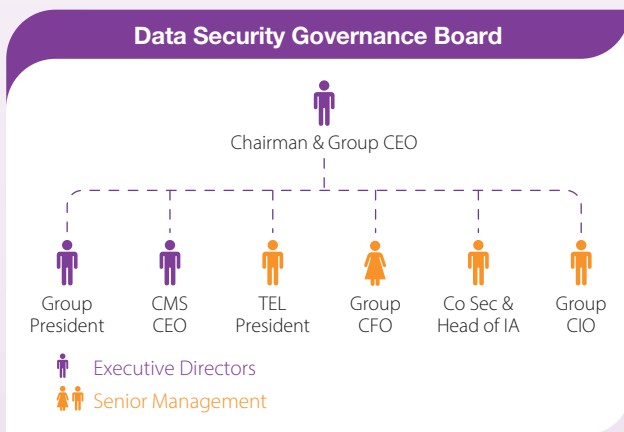 Data Security Governance Board
Chairman & Group CEO
Group
President
CMS
CEO
TEL
President
Group
CFO
Co Sec &
Head of IA
Group
CIO
Executive Directors
Senior Management